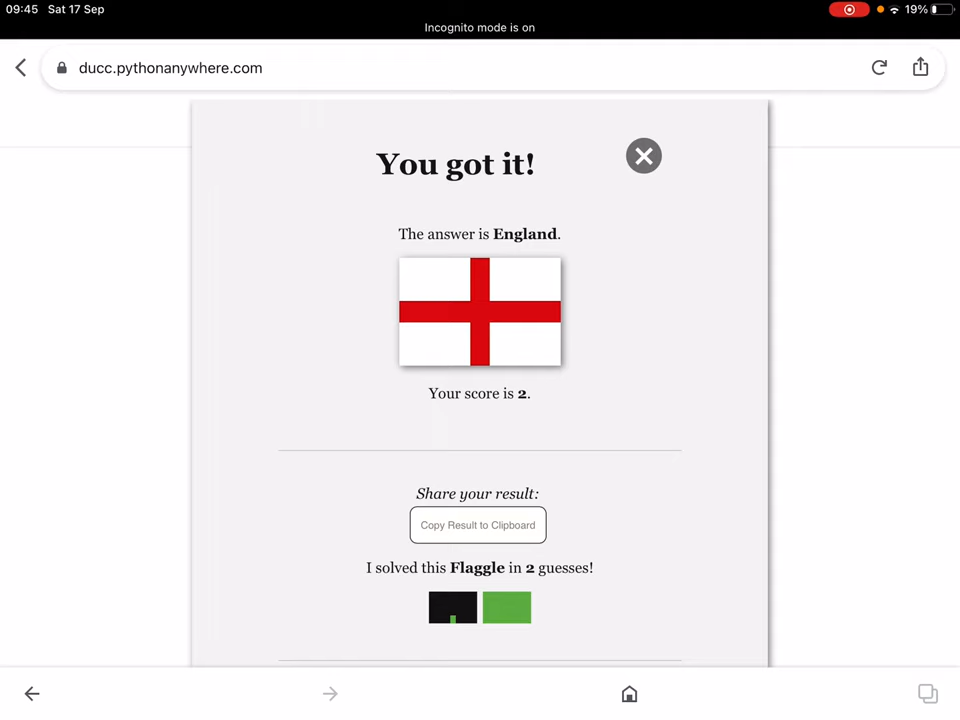 09:45 Sat 17 Sep
19%
Incognito mode is on
ducc.pythonanywhere.com
You got it!
The answer is England.
Your score is 2.
Share your result:
Copy Result to Clipboard
I solved this Flaggle in 2 guesses!